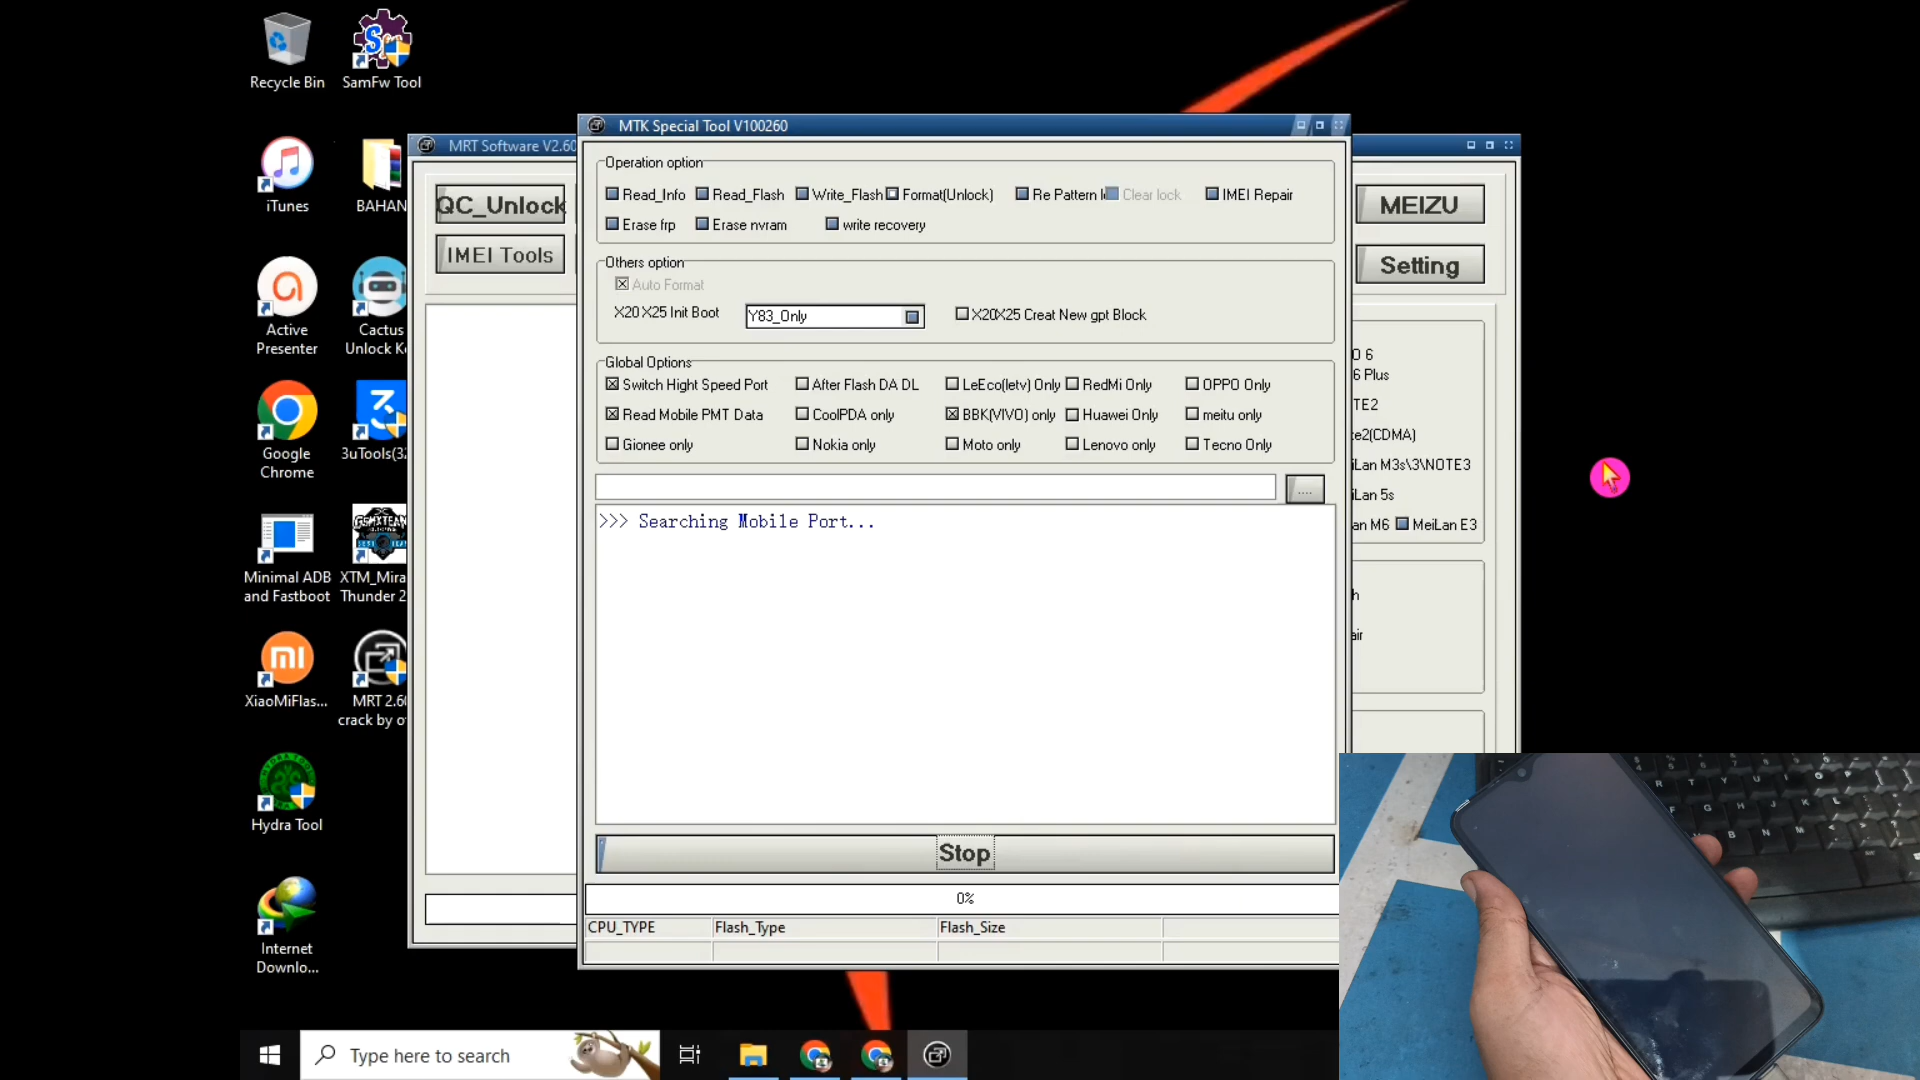 Recycle Bin
SamFw Tool
iTunes
BAHAN
Active
Presenter
Cactus
Unlock
Google
Chrome
3uTools(32
Minimal ADB
and Fastboot
XTM_Mira
Thunder 2
XiaoMiFlas...
MRT 2.60
crack by o
Hydra Tool
Internet
Downlo...
MRT Software V2.60
QC_Unlock
IMEI Tools
MTK Special Tool V100260
Operation option
Read_Info
Read_Flash
Write_Flash
Format(Unlock)
Re Pattern l
Clear lock
IMEI Repair
Erase frp
Erase nvram
write recovery
Others option
Auto Format
X20 X25 Init Boot
Y83_Only
X20X25 Creat New gpt Block
Global Options
Switch Hight Speed Port
After Flash DA DL
LeEco(letv) Only
RedMi Only
OPPO Only
Read Mobile PMT Data
CoolPDA only
BBK(VIVO) only
Huawei Only
meitu only
Gionee only
Nokia only
Moto only
Lenovo only
Tecno Only
....
>>> Searching Mobile Port...
Stop
0%
CPU_TYPE
Flash_Type
Flash_Size
MEIZU
Setting
O 6
6 Plus
TE2
e2(CDMA)
iLan M3s\3\NOTE3
iLan 5s
an M6
MeiLan E3
h
air
Type here to search